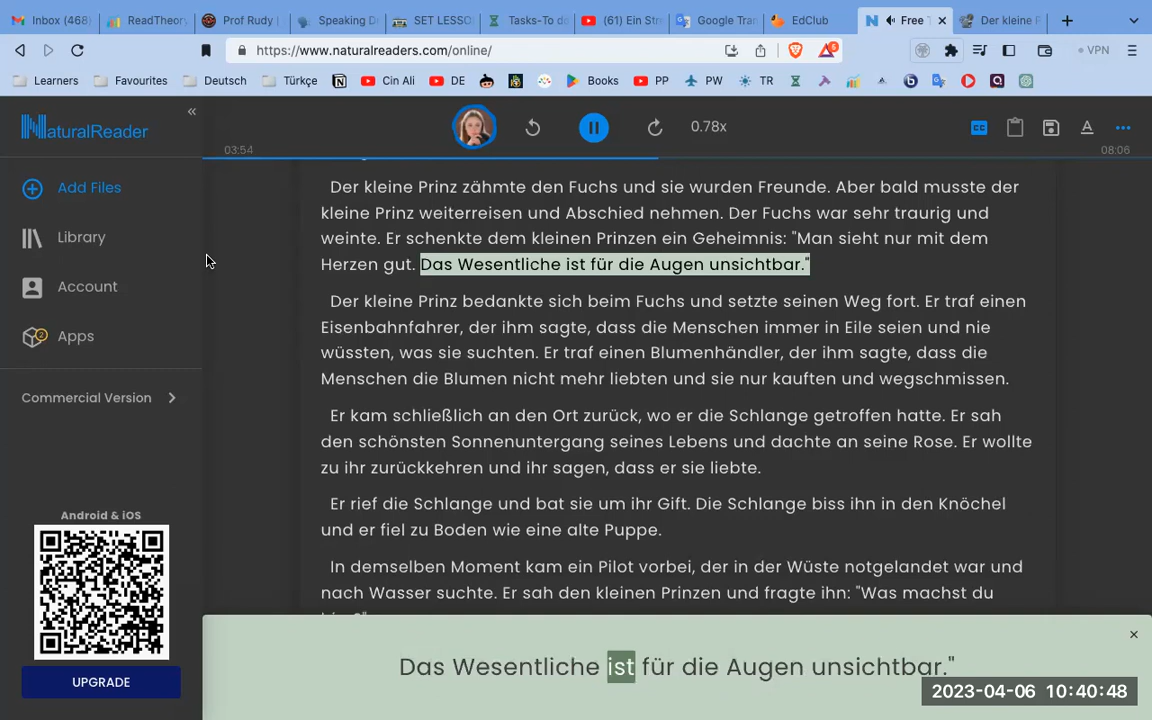 Inbox (468)
ReadTheory
Prof Rudy
Speaking D
SET LESSO
Tasks-To do
(61) Ein Str
Google Tran
EdClub
Free T
Der kleine P
https://www.naturalreaders.com/online/
VPN
Learners
Favourites
Deutsch
Türkçe
Cin Ali
DE
Books
PP
PW
TR
NaturalReader
«
0.78x
03:54
08:06
Add Files
Library
Account
Apps
2
Commercial Version
Android & iOS
UPGRADE
Der kleine Prinz zähmte den Fuchs und sie wurden Freunde. Aber bald musste der
kleine Prinz weiterreisen und Abschied nehmen. Der Fuchs war sehr traurig und
weinte. Er schenkte dem kleinen Prinzen ein Geheimnis: "Man sieht nur mit dem
Herzen gut. Das Wesentliche ist für die Augen unsichtbar."
Der kleine Prinz bedankte sich beim Fuchs und setzte seinen Weg fort. Er traf einen
Eisenbahnfahrer, der ihm sagte, dass die Menschen immer in Eile seien und nie
wüssten, was sie suchten. Er traf einen Blumenhändler, der ihm sagte, dass die
Menschen die Blumen nicht mehr liebten und sie nur kauften und wegschmissen.
Er kam schließlich an den Ort zurück, wo er die Schlange getroffen hatte. Er sah
den schönsten Sonnenuntergang seines Lebens und dachte an seine Rose. Er wollte
zu ihr zurückkehren und ihr sagen, dass er sie liebte.
Er rief die Schlange und bat sie um ihr Gift. Die Schlange biss ihn in den Knöchel
und er fiel zu Boden wie eine alte Puppe.
In demselben Moment kam ein Pilot vorbei, der in der Wüste notgelandet war und
nach Wasser suchte. Er sah den kleinen Prinzen und fragte ihn: "Was machst du
Das Wesentliche ist für die Augen unsichtbar."
2023-04-06 10:40:48